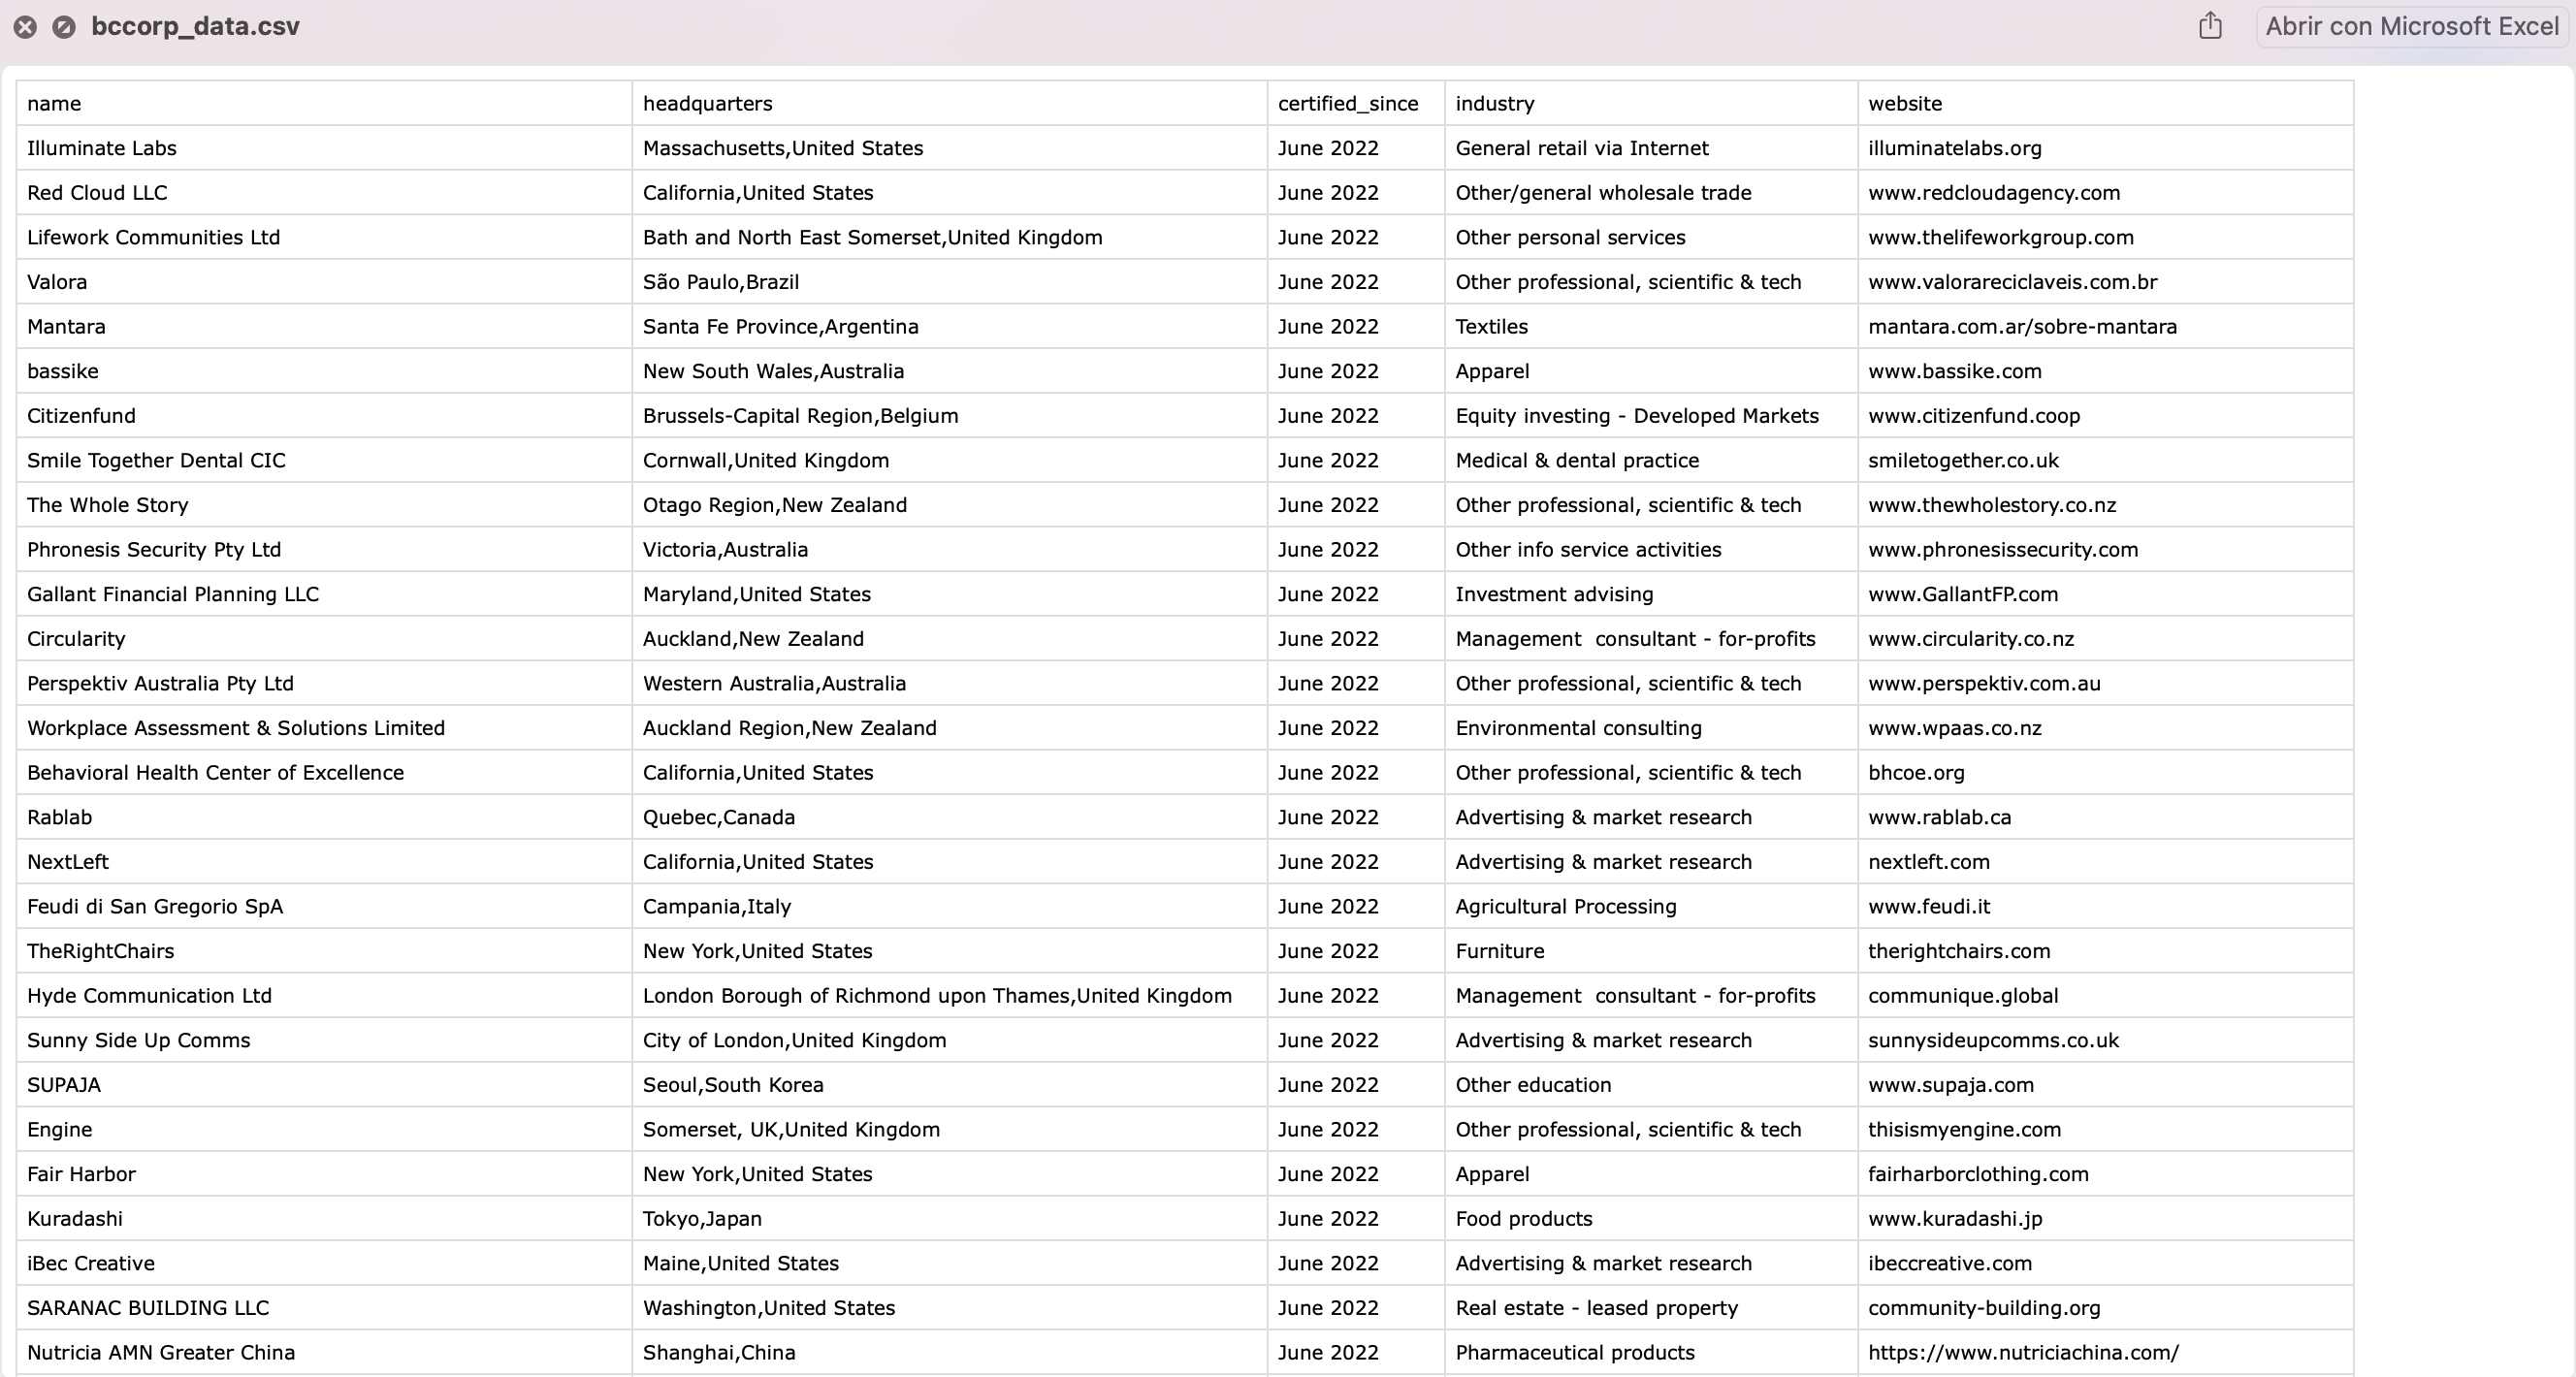 bccorp_data.csv Abrir con Microsoft Excel
name headquarters certified_since industry website
Illuminate Labs Massachusetts,United States June 2022 General retail via Internet illuminatelabs.org
Red Cloud LLC California,United States June 2022 Other/general wholesale trade www.redcloudagency.com
Lifework Communities Ltd Bath and North East Somerset,United Kingdom June 2022 Other personal services www.thelifeworkgroup.com
Valora São Paulo,Brazil June 2022 Other professional, scientific & tech www.valorareciclaveis.com.br
Mantara Santa Fe Province,Argentina June 2022 Textiles mantara.com.ar/sobre-mantara
bassike New South Wales,Australia June 2022 Apparel www.bassike.com
Citizenfund Brussels-Capital Region,Belgium June 2022 Equity investing - Developed Markets www.citizenfund.coop
Smile Together Dental CIC Cornwall,United Kingdom June 2022 Medical & dental practice smiletogether.co.uk
The Whole Story Otago Region,New Zealand June 2022 Other professional, scientific & tech www.thewholestory.co.nz
Phronesis Security Pty Ltd Victoria,Australia June 2022 Other info service activities www.phronesissecurity.com
Gallant Financial Planning LLC Maryland,United States June 2022 Investment advising www.GallantFP.com
Circularity Auckland,New Zealand June 2022 Management  consultant - for-profits www.circularity.co.nz
Perspektiv Australia Pty Ltd Western Australia,Australia June 2022 Other professional, scientific & tech www.perspektiv.com.au
Workplace Assessment & Solutions Limited Auckland Region,New Zealand June 2022 Environmental consulting www.wpaas.co.nz
Behavioral Health Center of Excellence California,United States June 2022 Other professional, scientific & tech bhcoe.org
Rablab Quebec,Canada June 2022 Advertising & market research www.rablab.ca
NextLeft California,United States June 2022 Advertising & market research nextleft.com
Feudi di San Gregorio SpA Campania,Italy June 2022 Agricultural Processing www.feudi.it
TheRightChairs New York,United States June 2022 Furniture therightchairs.com
Hyde Communication Ltd London Borough of Richmond upon Thames,United Kingdom June 2022 Management  consultant - for-profits communique.global
Sunny Side Up Comms City of London,United Kingdom June 2022 Advertising & market research sunnysideupcomms.co.uk
SUPAJA Seoul,South Korea June 2022 Other education www.supaja.com
Engine Somerset, UK,United Kingdom June 2022 Other professional, scientific & tech thisismyengine.com
Fair Harbor New York,United States June 2022 Apparel fairharborclothing.com
Kuradashi Tokyo,Japan June 2022 Food products www.kuradashi.jp
iBec Creative Maine,United States June 2022 Advertising & market research ibeccreative.com
SARANAC BUILDING LLC Washington,United States June 2022 Real estate - leased property community-building.org
Nutricia AMN Greater China Shanghai,China June 2022 Pharmaceutical products https://www.nutriciachina.com/